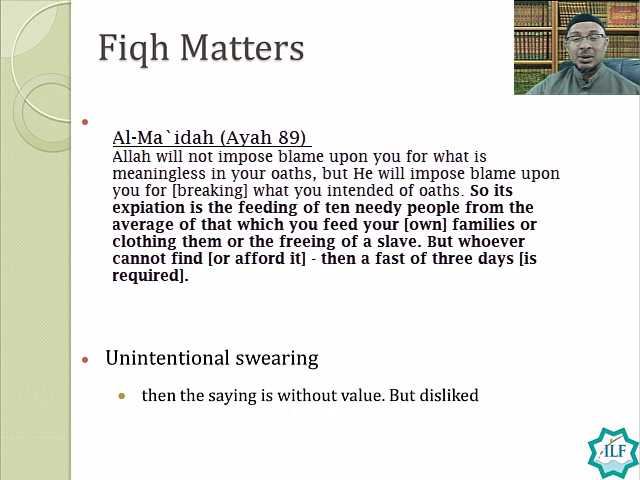 Fiqh Matters
Al-Ma`idah (Ayah 89)
Allah will not impose blame upon you for what is
meaningless in your oaths, but He will impose blame upon
you for [breaking] what you intended of oaths. So its
expiation is the feeding of ten needy people from the
average of that which you feed your [own] families or
clothing them or the freeing of a slave. But whoever
cannot find [or afford it] - then a fast of three days [is
required].
Unintentional swearing
then the saying is without value. But disliked
ILF